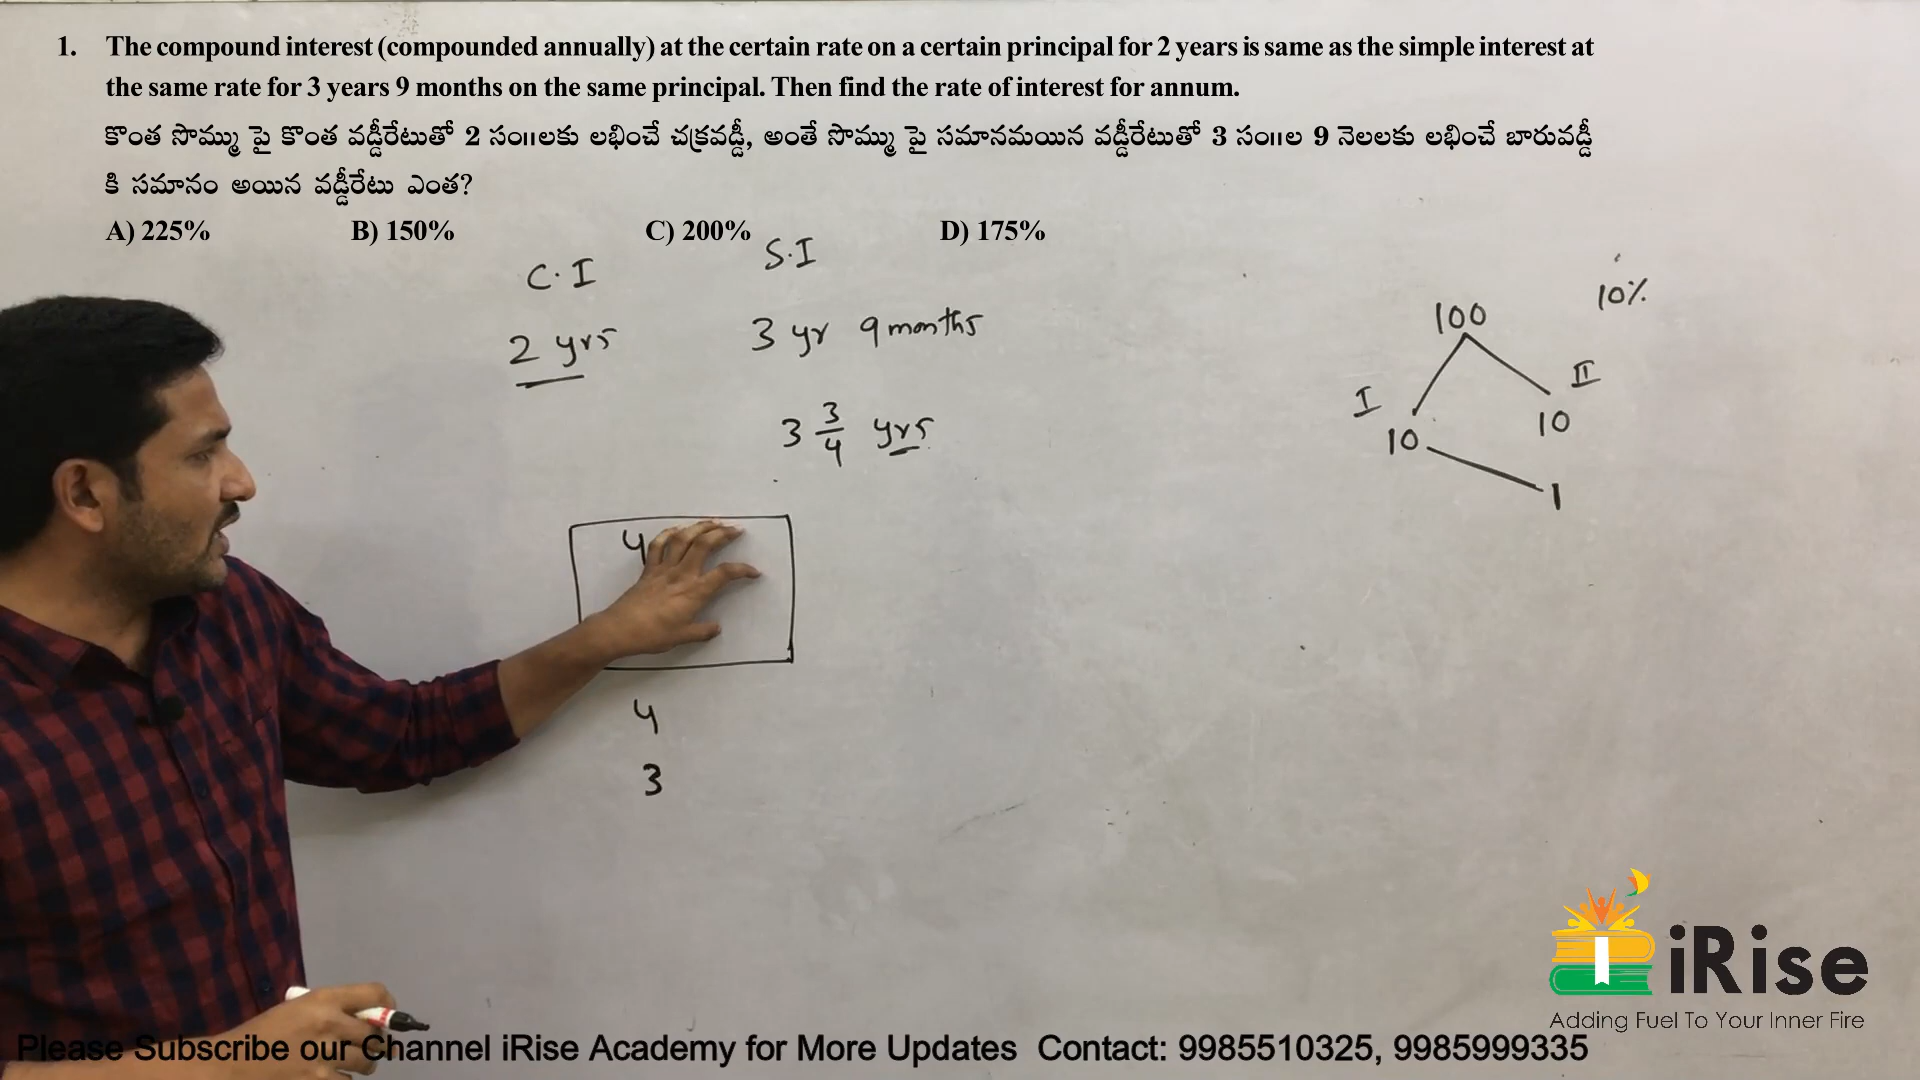 1. The compound interest (compounded annually) at the certain rate on a certain principal for 2 years is same as the simple interest at
the same rate for 3 years 9 months on the same principal. Then find the rate of interest for annum.
కొంత సొమ్ము పై కొంత వడ్డీరేటుతో 2 సం॥లకు లభించే చక్రవడ్డీ, అంతే సొమ్ము పై సమానమయిన వడ్డీరేటుతో 3 సం॥ల 9 నెలలకు లభించే బారువడ్డీ
కి సమానం అయిన వడ్డీరేటు ఎంత?
A) 225% B) 150% C) 200% D) 175%
C.I S.I
2 yrs 3 yr 9 months
3 3/4 yrs
4
4
3
10%
100
I II
10 10
1
iRise
Adding Fuel To Your Inner Fire
Please Subscribe our Channel iRise Academy for More Updates Contact: 9985510325, 9985999335